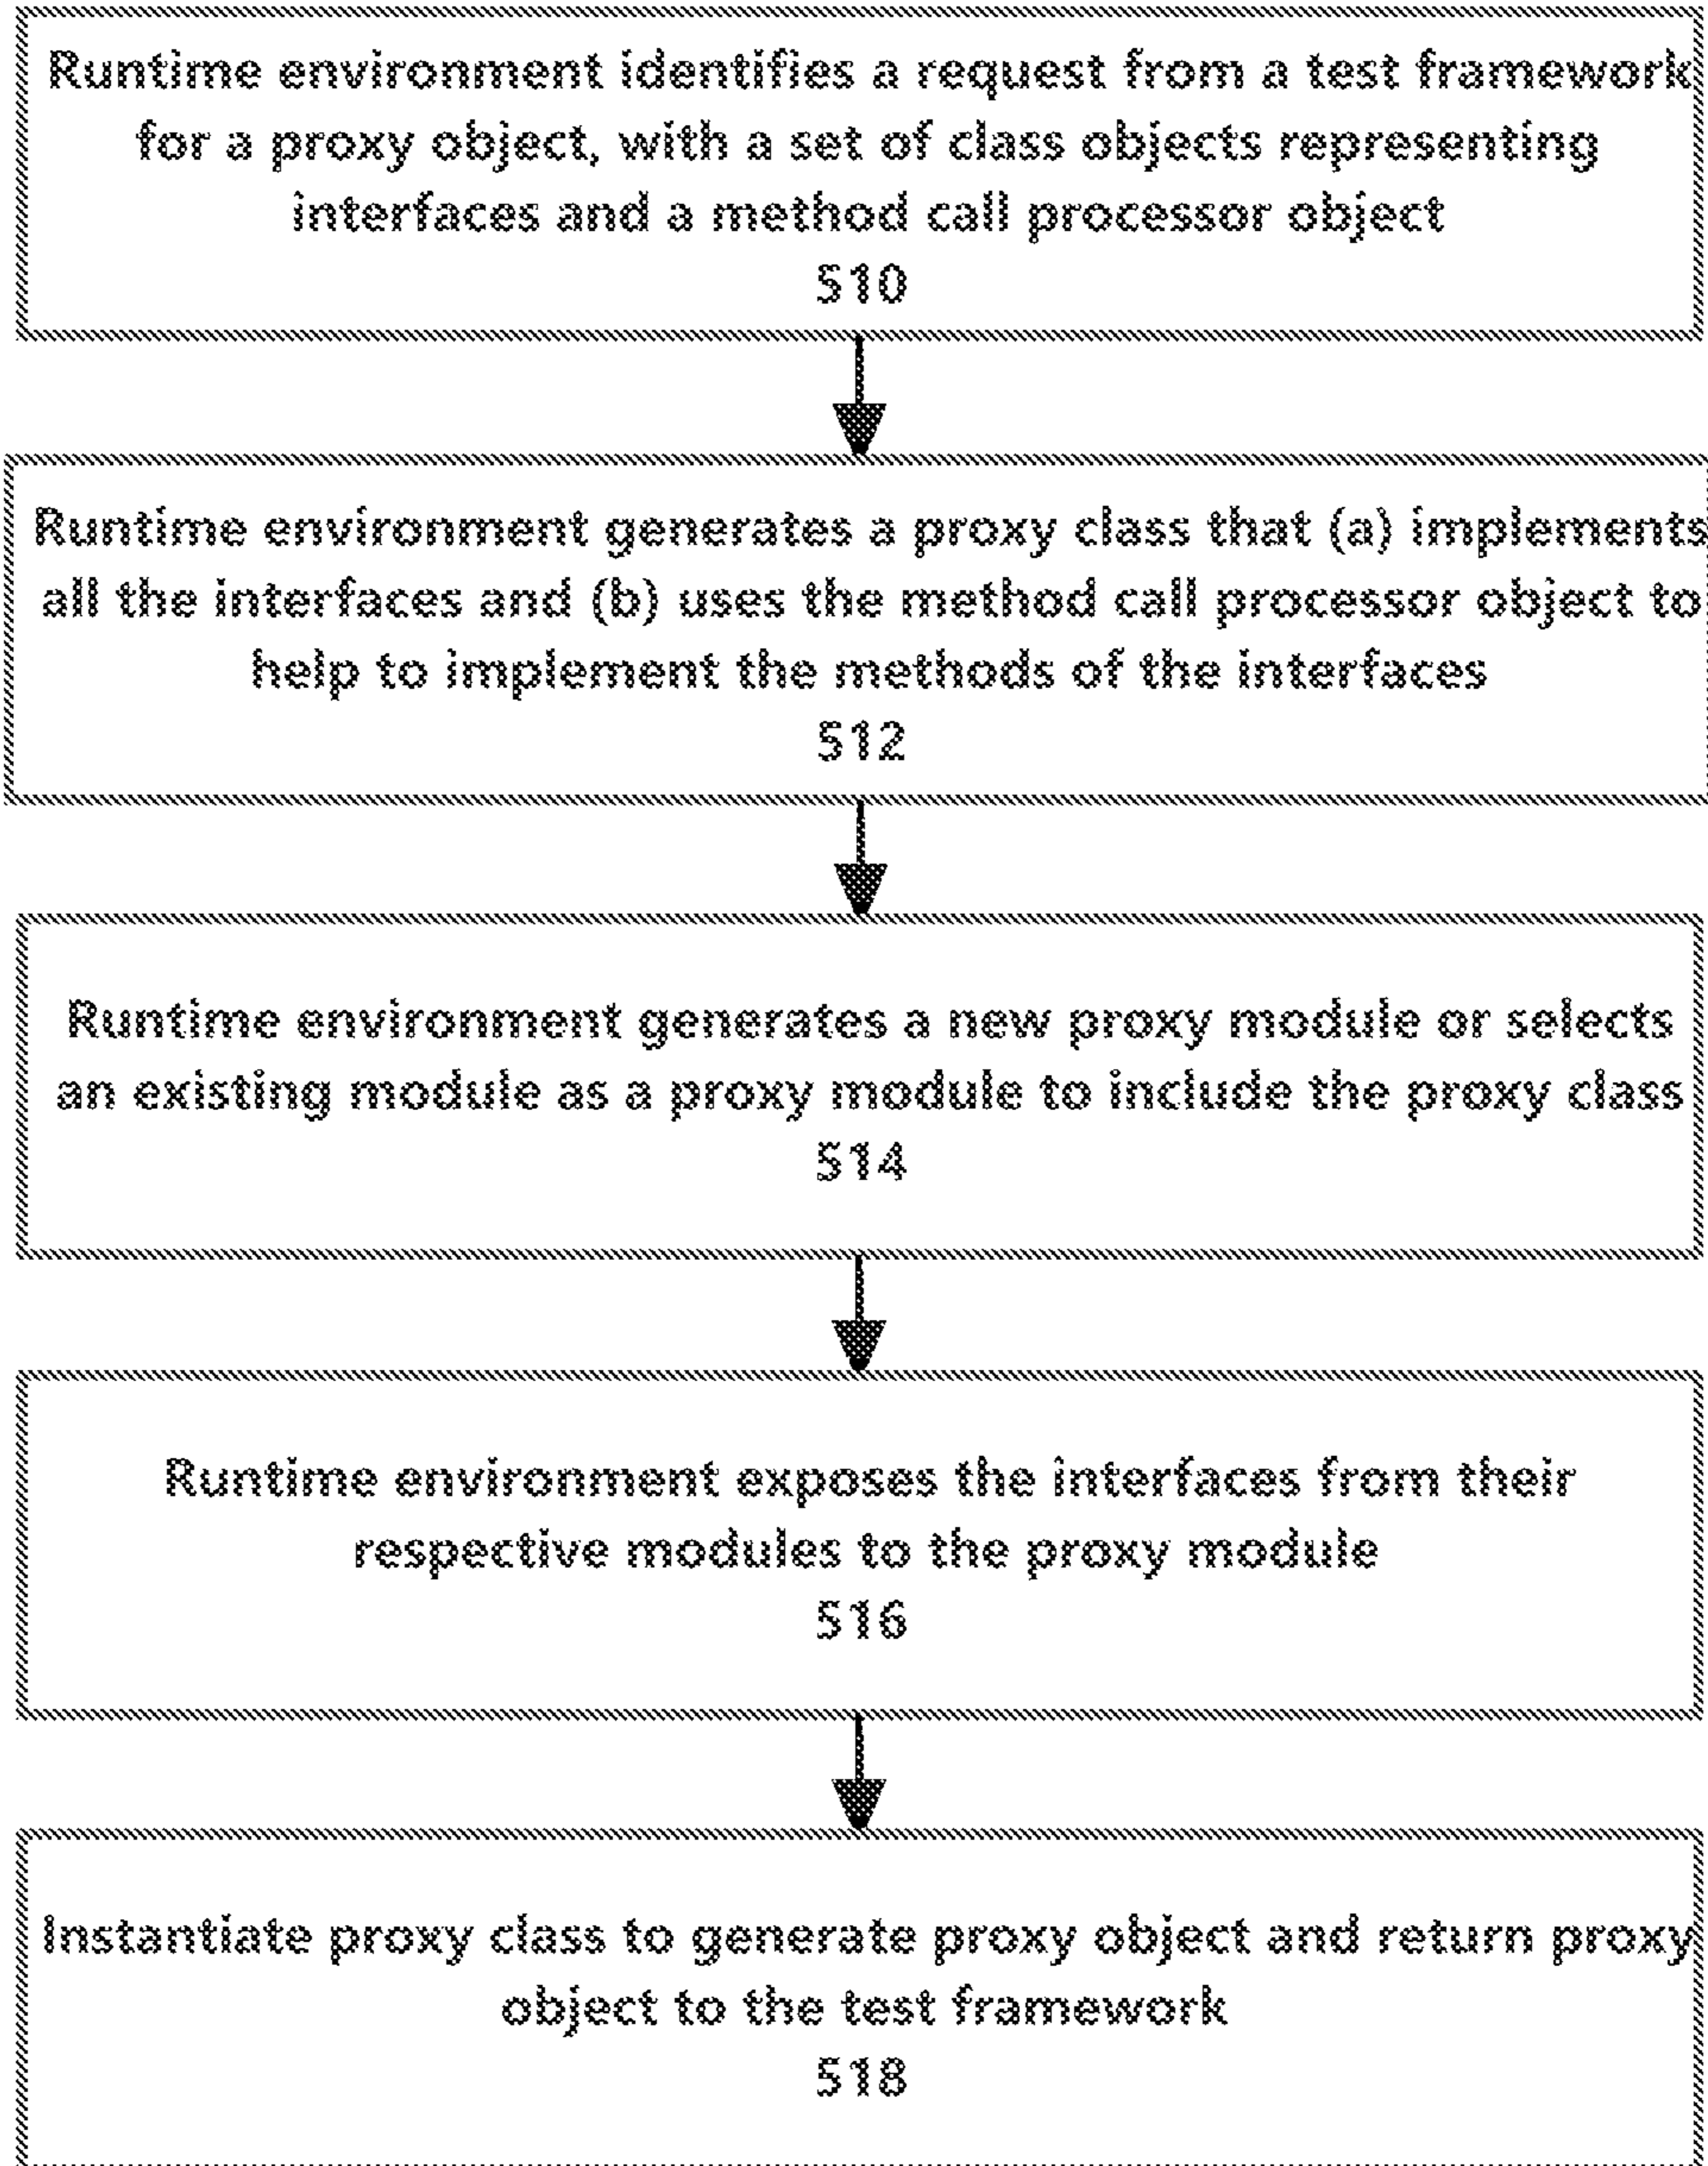 Runtime environment identifies a request from a test framework
for a proxy object, with a set of class objects representing
interfaces and a method call processor object
510
Runtime environment generates a proxy class that (a) implements
all the interfaces and (b) uses the method call processor object to
help to implement the methods of the interfaces
512
Runtime environment generates a new proxy module or selects
an existing module as a proxy module to include the proxy class
514
Runtime environment exposes the interfaces from their
respective modules to the proxy module
516
Instantiate proxy class to generate proxy object and return proxy
object to the test framework
518